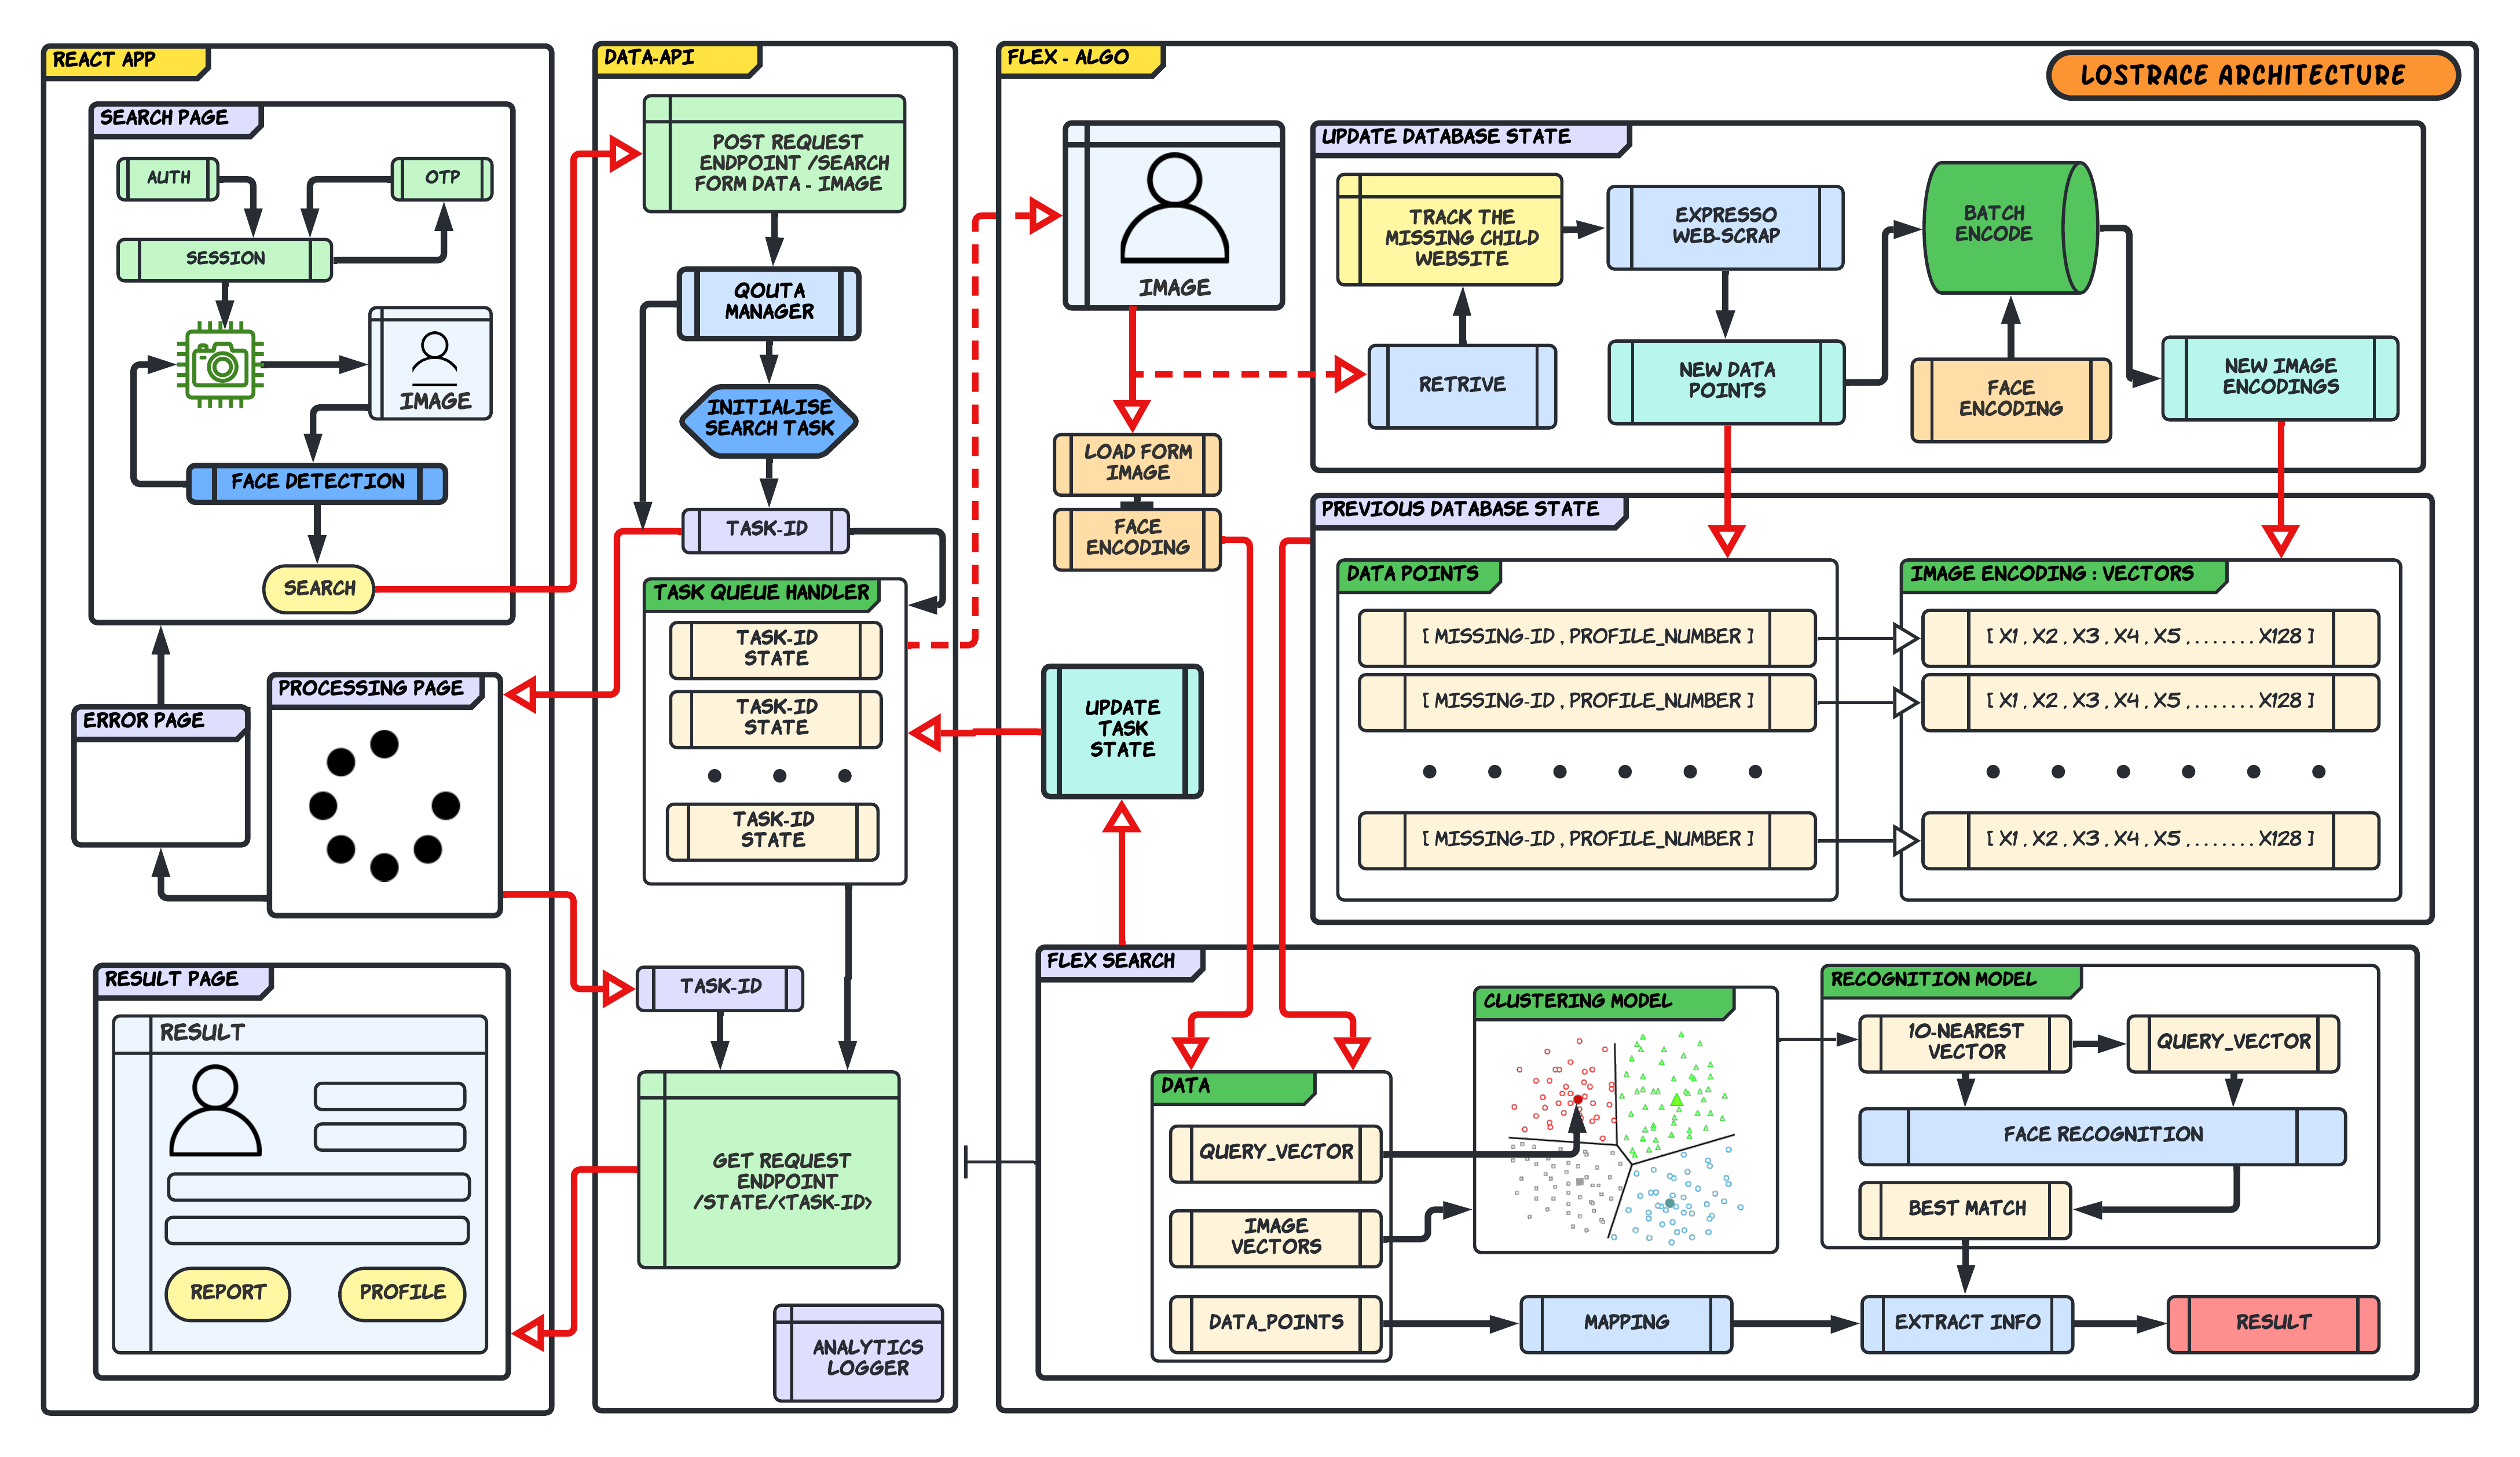 REACT APP
SEARCH PAGE
AUTH
OTP
SESSION
IMAGE
FACE DETECTION
SEARCH
PROCESSING PAGE
ERROR PAGE
RESULT PAGE
RESULT
REPORT
PROFILE
DATA-API
POST REQUEST
ENDPOINT /SEARCH
FORM DATA - IMAGE
QOUTA
MANAGER
INITIALISE
SEARCH TASK
TASK-ID
TASK QUEUE HANDLER
TASK-ID
STATE
TASK-ID
STATE
TASK-ID
STATE
TASK-ID
GET REQUEST
ENDPOINT
/STATE/<TASK-ID>
ANALYTICS
LOGGER
FLEX - ALGO
LOSTRACE ARCHITECTURE
IMAGE
LOAD FORM
IMAGE
FACE
ENCODING
UPDATE
TASK
STATE
UPDATE DATABASE STATE
TRACK THE
MISSING CHILD
WEBSITE
EXPRESSO
WEB-SCRAP
BATCH
ENCODE
RETRIVE
NEW DATA
POINTS
FACE
ENCODING
NEW IMAGE
ENCODINGS
PREVIOUS DATABASE STATE
DATA POINTS
[ MISSING-ID , PROFILE_NUMBER ]
[ MISSING-ID , PROFILE_NUMBER ]
[ MISSING-ID , PROFILE_NUMBER ]
IMAGE ENCODING : VECTORS
[ X1 , X2 , X3 , X4 , X5 , . . . . . . . X128 ]
[ X1 , X2 , X3 , X4 , X5 , . . . . . . . X128 ]
[ X1 , X2 , X3 , X4 , X5 , . . . . . . . X128 ]
FLEX SEARCH
DATA
QUERY_VECTOR
IMAGE
VECTORS
DATA_POINTS
CLUSTERING MODEL
RECOGNITION MODEL
10-NEAREST
VECTOR
QUERY_VECTOR
FACE RECOGNITION
BEST MATCH
MAPPING
EXTRACT INFO
RESULT